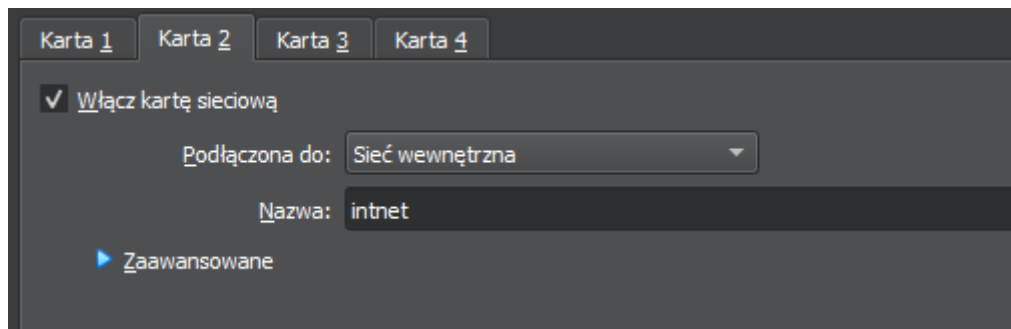 Karta 1 Karta 2 Karta 3 Karta 4
Włącz kartę sieciową
Podłączona do: Sieć wewnętrzna
Nazwa: intnet
Zaawansowane